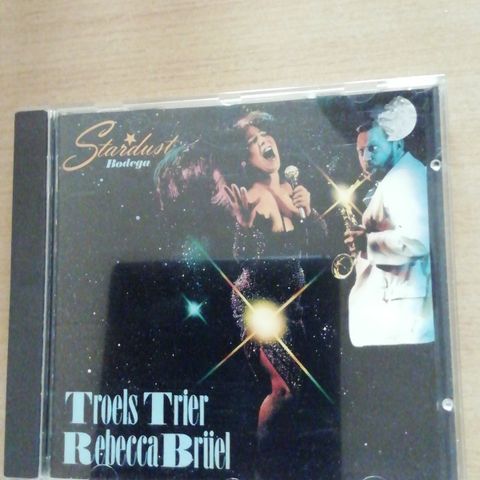 Stardust
Bodega
Troels Trier
Rebecca Brüel